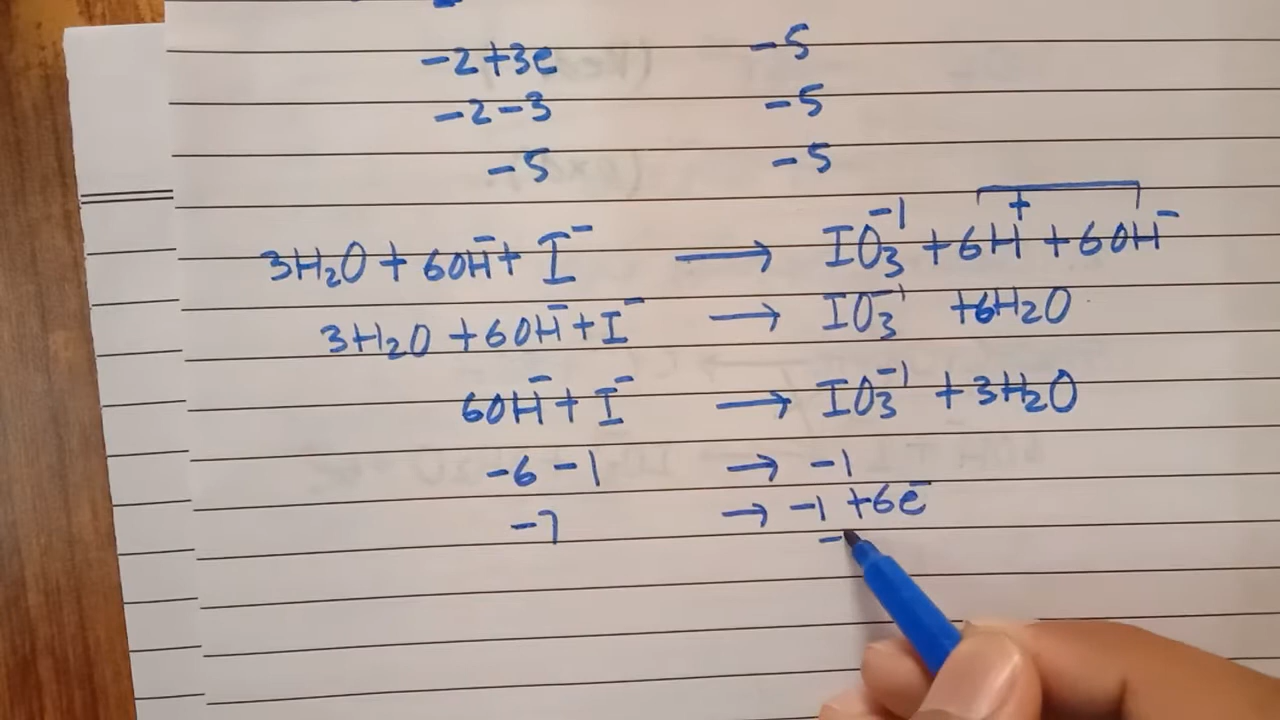 -2+3e -5
-2-3 -5
-5 -5
3H₂O + 6OH⁻ + I⁻ → IO₃⁻¹ + 6H⁺ + 6OH⁻
3H₂O + 6OH⁻ + I⁻ → IO₃⁻¹ + 6H₂O
6OH⁻ + I⁻ → IO₃⁻¹ + 3H₂O
-6 -1 → -1
-7 → -1 + 6e⁻
-